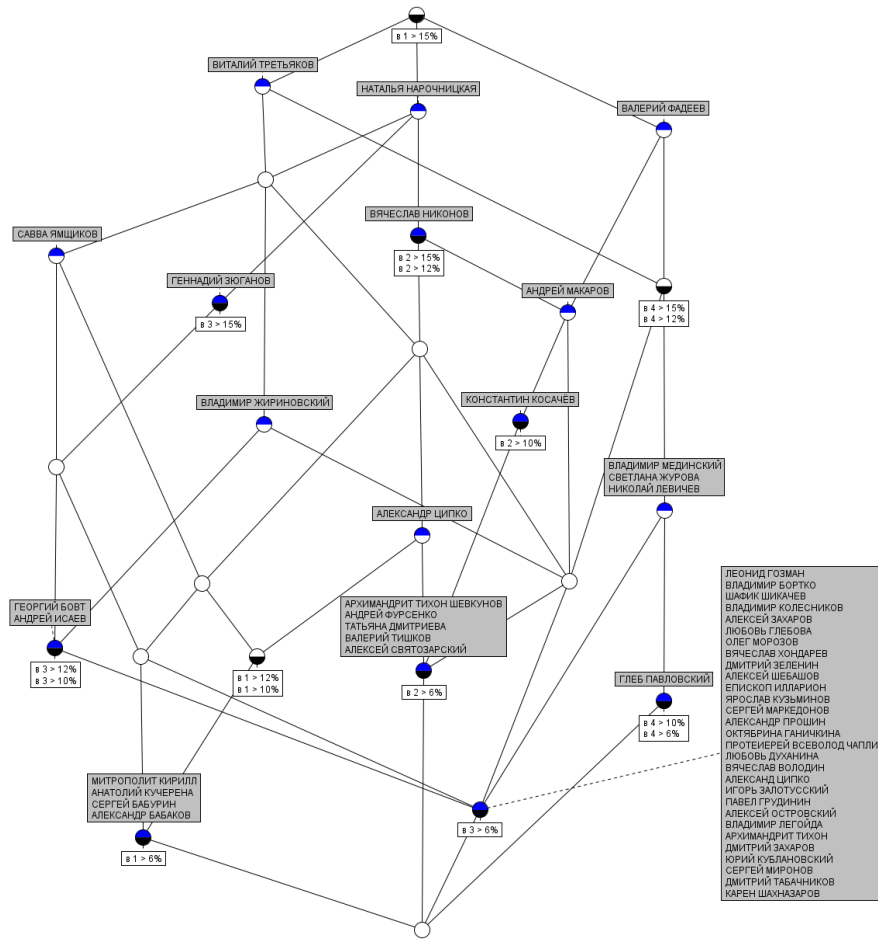 в 1 > 15%
ВИТАЛИЙ ТРЕТЬЯКОВ
НАТАЛЬЯ НАРОЧНИЦКАЯ
ВАЛЕРИЙ ФАДЕЕВ
ВЯЧЕСЛАВ НИКОНОВ
САВВА ЯМЩИКОВ
в 2 > 15%
в 2 > 12%
ГЕННАДИЙ ЗЮГАНОВ
АНДРЕЙ МАКАРОВ
в 4 > 15%
в 4 > 12%
в 3 > 15%
ВЛАДИМИР ЖИРИНОВСКИЙ
КОНСТАНТИН КОСАЧЁВ
в 2 > 10%
ВЛАДИМИР МЕДИНСКИЙ
СВЕТЛАНА ЖУРОВА
НИКОЛАЙ ЛЕВИЧЕВ
АЛЕКСАНДР ЦИПКО
ГЕОРГИЙ БОВТ
АНДРЕЙ ИСАЕВ
АРХИМАНДРИТ ТИХОН ШЕВКУНОВ
АНДРЕЙ ФУРСЕНКО
ТАТЬЯНА ДМИТРИЕВА
ВАЛЕРИЙ ТИШКОВ
АЛЕКСЕЙ СВЯТОЗАРСКИЙ
ЛЕОНИД ГОЗМАН
ВЛАДИМИР БОРТКО
ШАФИК ШИКАЧЕВ
ВЛАДИМИР КОЛЕСНИКОВ
АЛЕКСЕЙ ЗАХАРОВ
ЛЮБОВЬ ГЛЕБОВА
ОЛЕГ МОРОЗОВ
ВЯЧЕСЛАВ ХОНДАРЕВ
ДМИТРИЙ ЗЕЛЕНИН
АЛЕКСЕЙ ШЕБАШОВ
ЕПИСКОП ИЛЛАРИОН
ЯРОСЛАВ КУЗЬМИНОВ
СЕРГЕЙ МАРКЕДОНОВ
АЛЕКСАНДР ПРОШИН
ОКТЯБРИНА ГАНИЧКИНА
ПРОТЕИЕРЕЙ ВСЕВОЛОД ЧАПЛИ
ЛЮБОВЬ ДУХАНИНА
ВЯЧЕСЛАВ ВОЛОДИН
АЛЕКСАНД ЦИПКО
ИГОРЬ ЗАЛОТУССКИЙ
ПАВЕЛ ГРУДИНИН
АЛЕКСЕЙ ОСТРОВСКИЙ
ВЛАДИМИР ЛЕГОЙДА
АРХИМАНДРИТ ТИХОН
ДМИТРИЙ ЗАХАРОВ
ЮРИЙ КУБЛАНОВСКИЙ
СЕРГЕЙ МИРОНОВ
ДМИТРИЙ ТАБАЧНИКОВ
КАРЕН ШАХНАЗАРОВ
в 3 > 12%
в 3 > 10%
в 1 > 12%
в 1 > 10%
в 2 > 6%
ГЛЕБ ПАВЛОВСКИЙ
в 4 > 10%
в 4 > 6%
МИТРОПОЛИТ КИРИЛЛ
АНАТОЛИЙ КУЧЕРЕНА
СЕРГЕЙ БАБУРИН
АЛЕКСАНДР БАБАКОВ
в 3 > 6%
в 1 > 6%